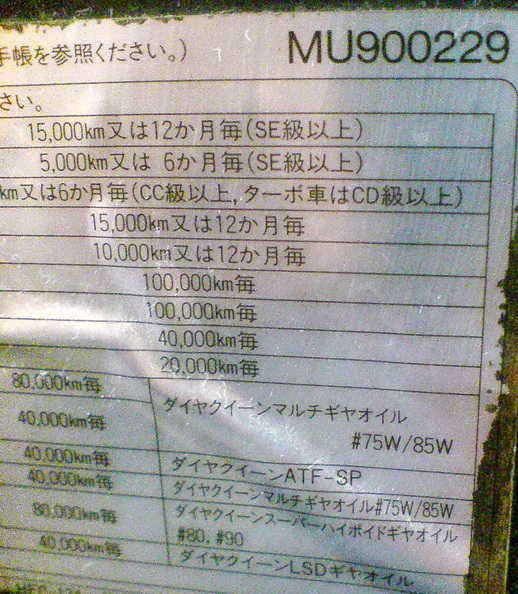 手帳を参照ください。) MU900229
さい。
15,000km又は12か月毎(SE級以上)
5,000km又は 6か月毎(SE級以上)
km又は6か月毎(CC級以上,ターボ車はCD級以上)
15,000km又は12か月毎
10,000km又は12か月毎
100,000km毎
100,000km毎
40,000km毎
20,000km毎
80,000km毎 ダイヤクイーンマルチギヤオイル
40,000km毎 #75W/85W
40,000km毎 ダイヤクイーンATF-SP
40,000km毎 ダイヤクイーンマルチギヤオイル#75W/85W
80,000km毎 ダイヤクイーンスーパーハイポイドギヤオイル
#80, #90
40,000km毎 ダイヤクイーンLSDギヤオイル